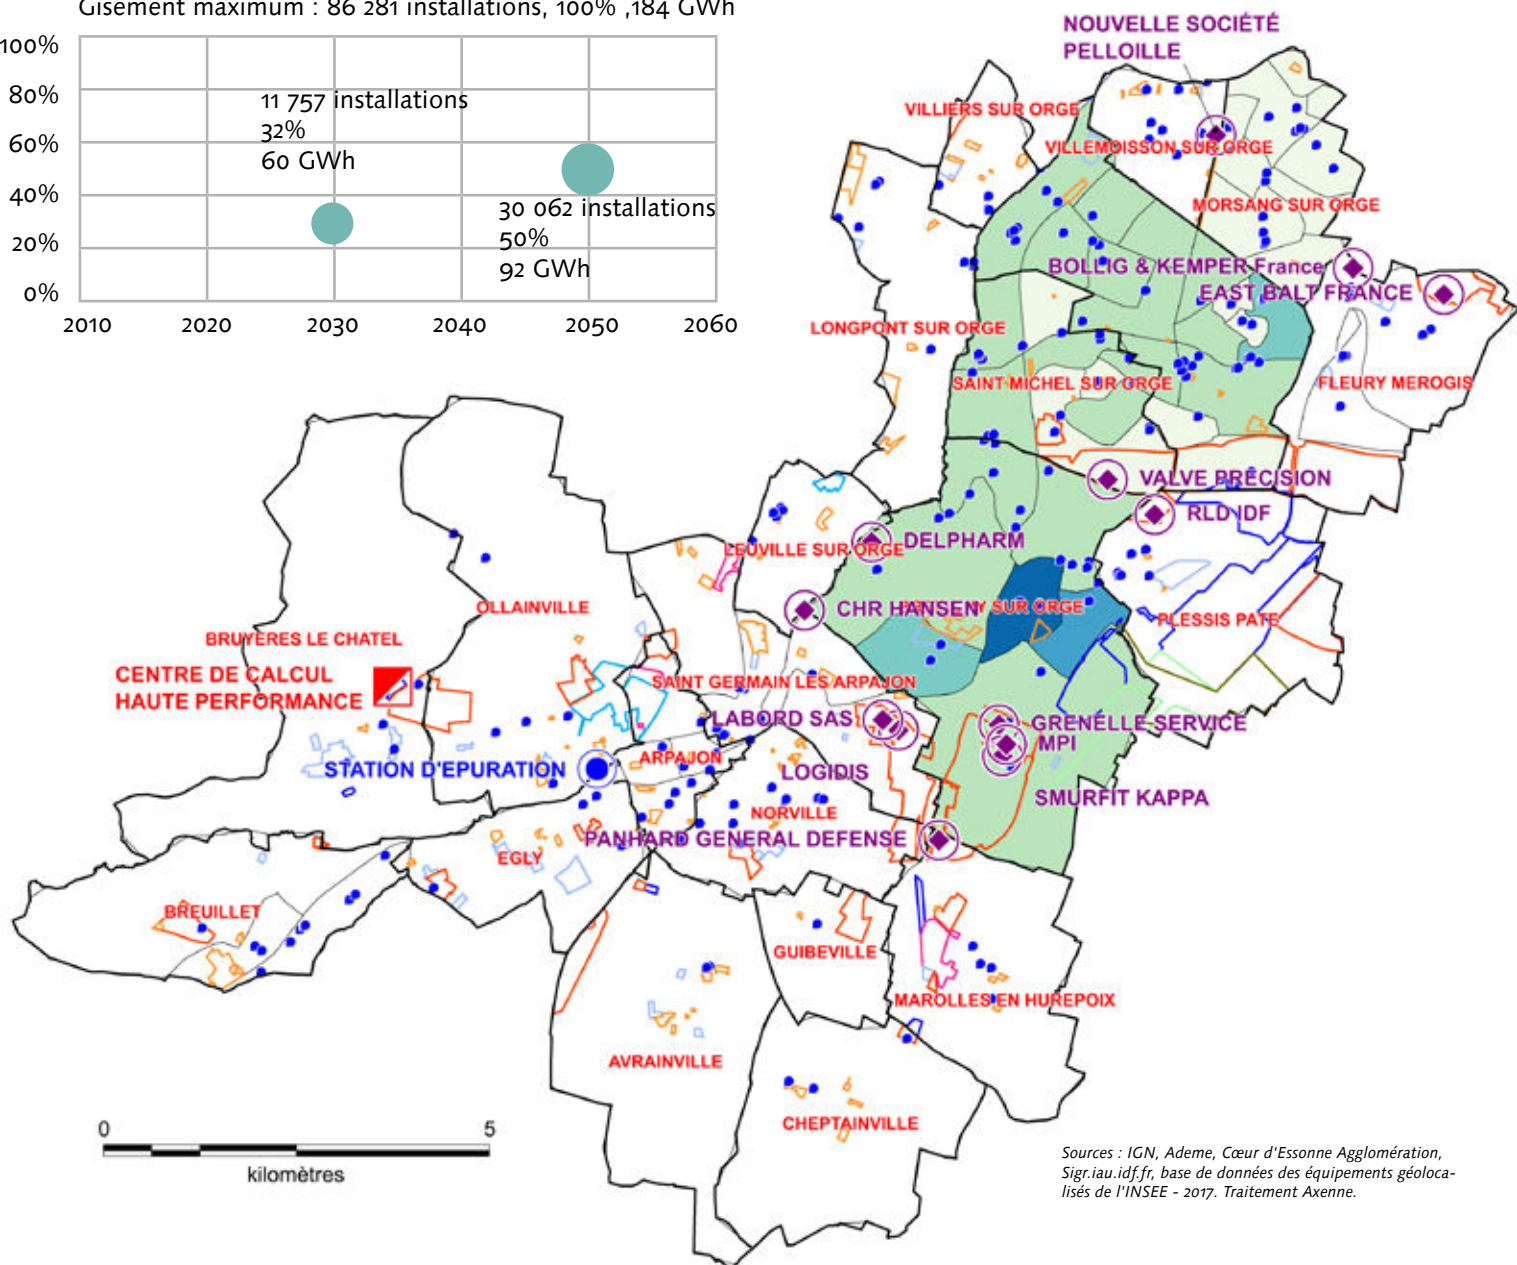 Gisement maximum : 86 281 installations, 100% ,184 GWh
100%
80%
60%
40%
20%
0%
11 757 installations
32%
60 GWh
30 062 installations
50%
92 GWh
2010 2020 2030 2040 2050 2060
NOUVELLE SOCIÉTÉ
PELLOILLE
VILLIERS SUR ORGE
VILLEMOISSON SUR ORGE
MORSANG SUR ORGE
BOLLIG & KEMPER France
EAST BALT FRANCE
LONGPONT SUR ORGE
SAINT MICHEL SUR ORGE
FLEURY MEROGIS
VALVE PRÉCISION
RLD IDF
DELPHARM
LEUVILLE SUR ORGE
CHR HANSEN
SUR ORGE
OLLAINVILLE
PLESSIS PATE
BRUYERES LE CHATEL
CENTRE DE CALCUL
HAUTE PERFORMANCE
SAINT GERMAIN LES ARPAJON
LABORD SAS
GRENELLE SERVICE
MPI
ARPAJON
STATION D'EPURATION
LOGIDIS
SMURFIT KAPPA
NORVILLE
PANHARD GENERAL DEFENSE
EGLY
BREUILLET
GUIBEVILLE
MAROLLES EN HUREPOIX
AVRAINVILLE
CHEPTAINVILLE
0 5
kilomètres
Sources : IGN, Ademe, Cœur d'Essonne Agglomération,
Sigr.iau.idf.fr, base de données des équipements géoloca-
lisés de l'INSEE - 2017. Traitement Axenne.